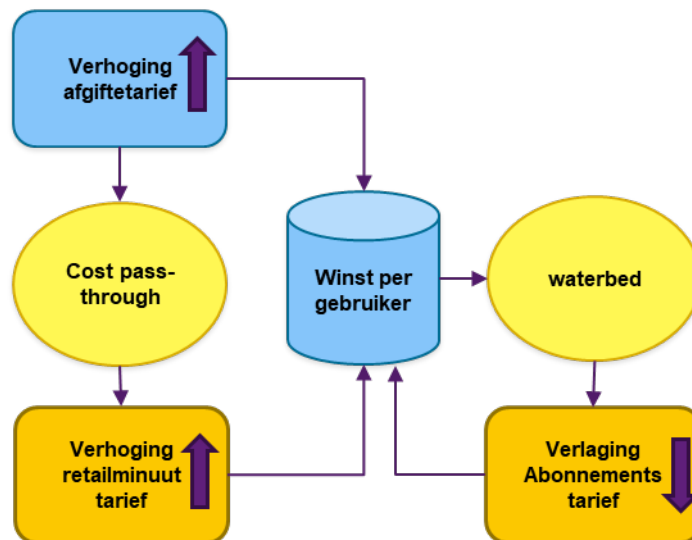 Verhoging
afgiftetarief
Cost pass-
through
Winst per
gebruiker
waterbed
Verhoging
retailminuut
tarief
Verlaging
Abonnements
tarief